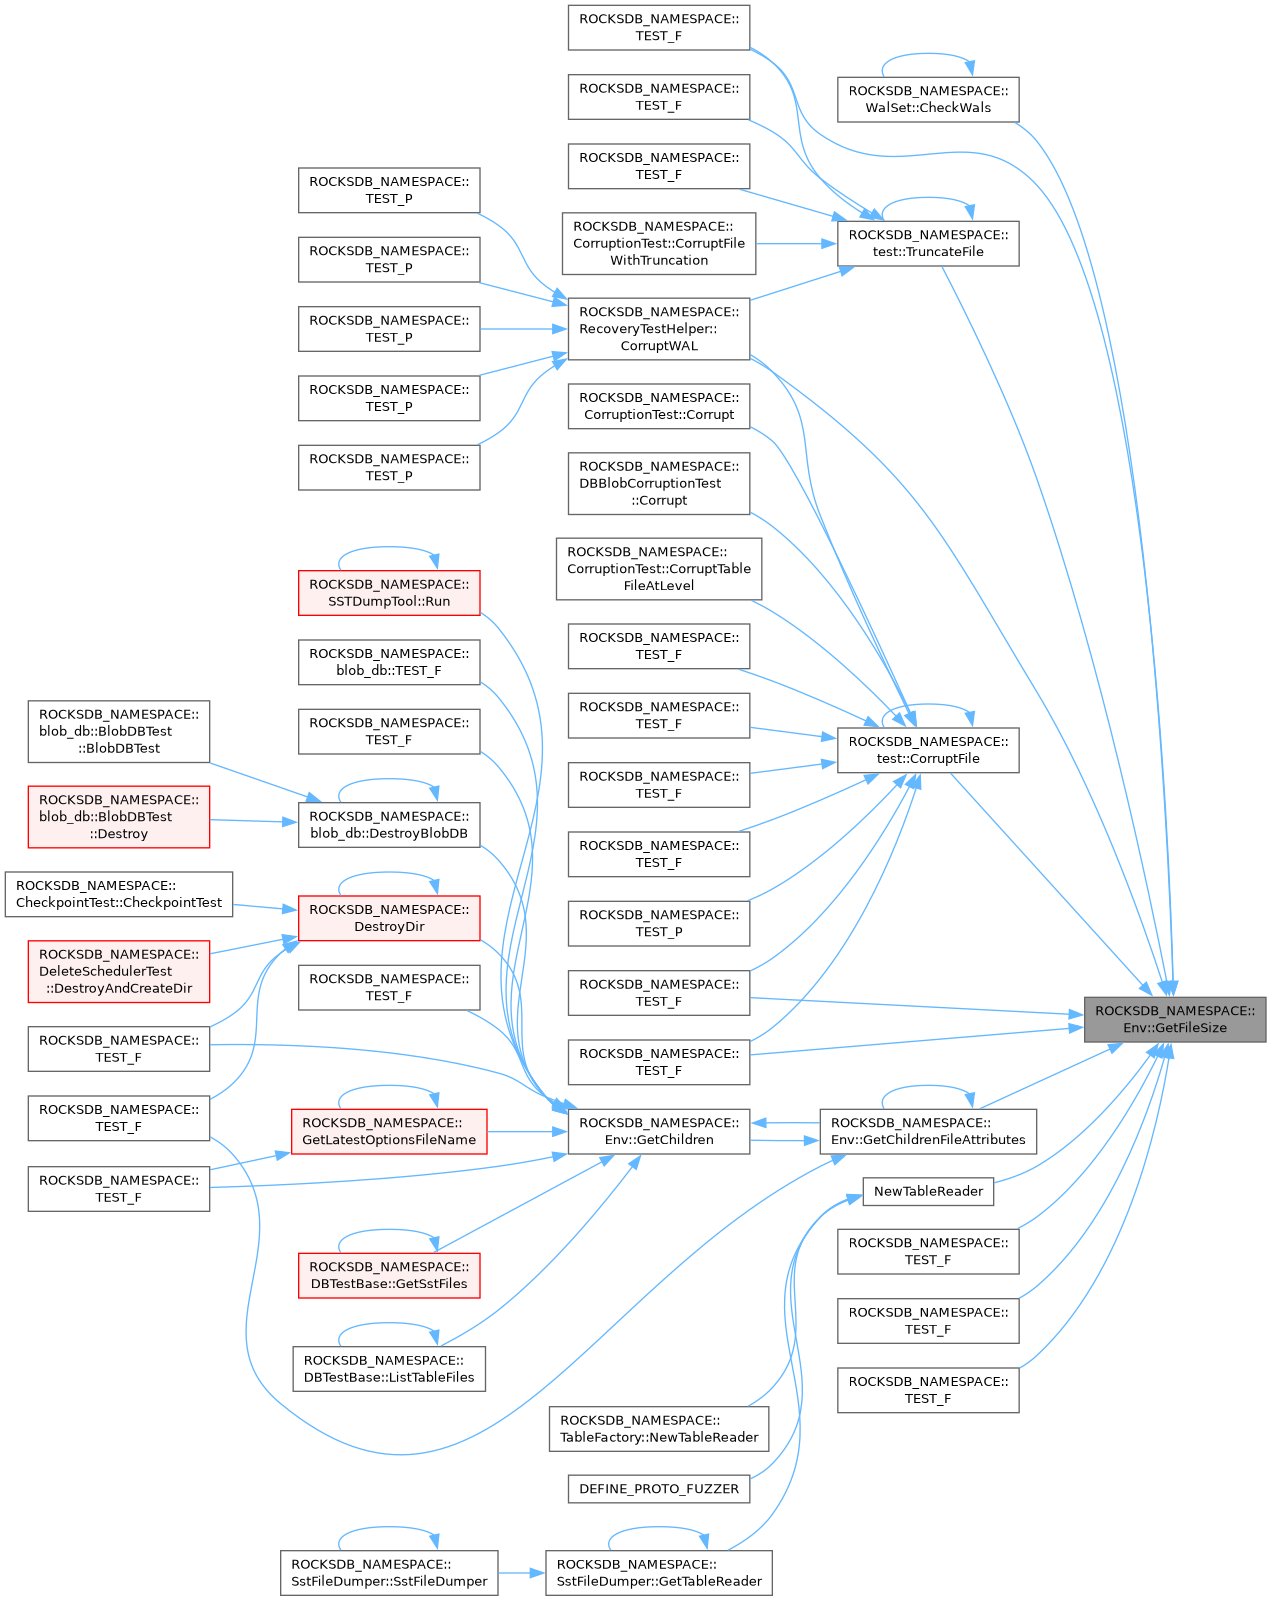 ROCKSDB_NAMESPACE::
TEST_F
ROCKSDB_NAMESPACE::
WalSet::CheckWals
ROCKSDB_NAMESPACE::
TEST_F
ROCKSDB_NAMESPACE::
TEST_F
ROCKSDB_NAMESPACE::
TEST_P
ROCKSDB_NAMESPACE::
CorruptionTest::CorruptFile
WithTruncation
ROCKSDB_NAMESPACE::
test::TruncateFile
ROCKSDB_NAMESPACE::
TEST_P
ROCKSDB_NAMESPACE::
RecoveryTestHelper::
CorruptWAL
ROCKSDB_NAMESPACE::
TEST_P
ROCKSDB_NAMESPACE::
TEST_P
ROCKSDB_NAMESPACE::
CorruptionTest::Corrupt
ROCKSDB_NAMESPACE::
TEST_P
ROCKSDB_NAMESPACE::
DBBlobCorruptionTest
::Corrupt
ROCKSDB_NAMESPACE::
CorruptionTest::CorruptTable
FileAtLevel
ROCKSDB_NAMESPACE::
SSTDumpTool::Run
ROCKSDB_NAMESPACE::
TEST_F
ROCKSDB_NAMESPACE::
blob_db::TEST_F
ROCKSDB_NAMESPACE::
TEST_F
ROCKSDB_NAMESPACE::
blob_db::BlobDBTest
::BlobDBTest
ROCKSDB_NAMESPACE::
TEST_F
ROCKSDB_NAMESPACE::
test::CorruptFile
ROCKSDB_NAMESPACE::
TEST_F
ROCKSDB_NAMESPACE::
blob_db::BlobDBTest
::Destroy
ROCKSDB_NAMESPACE::
blob_db::DestroyBlobDB
ROCKSDB_NAMESPACE::
TEST_F
ROCKSDB_NAMESPACE::
CheckpointTest::CheckpointTest
ROCKSDB_NAMESPACE::
DestroyDir
ROCKSDB_NAMESPACE::
TEST_P
ROCKSDB_NAMESPACE::
DeleteSchedulerTest
::DestroyAndCreateDir
ROCKSDB_NAMESPACE::
TEST_F
ROCKSDB_NAMESPACE::
TEST_F
ROCKSDB_NAMESPACE::
Env::GetFileSize
ROCKSDB_NAMESPACE::
TEST_F
ROCKSDB_NAMESPACE::
TEST_F
ROCKSDB_NAMESPACE::
TEST_F
ROCKSDB_NAMESPACE::
GetLatestOptionsFileName
ROCKSDB_NAMESPACE::
Env::GetChildren
ROCKSDB_NAMESPACE::
Env::GetChildrenFileAttributes
ROCKSDB_NAMESPACE::
TEST_F
NewTableReader
ROCKSDB_NAMESPACE::
TEST_F
ROCKSDB_NAMESPACE::
DBTestBase::GetSstFiles
ROCKSDB_NAMESPACE::
TEST_F
ROCKSDB_NAMESPACE::
DBTestBase::ListTableFiles
ROCKSDB_NAMESPACE::
TEST_F
ROCKSDB_NAMESPACE::
TableFactory::NewTableReader
DEFINE_PROTO_FUZZER
ROCKSDB_NAMESPACE::
SstFileDumper::SstFileDumper
ROCKSDB_NAMESPACE::
SstFileDumper::GetTableReader